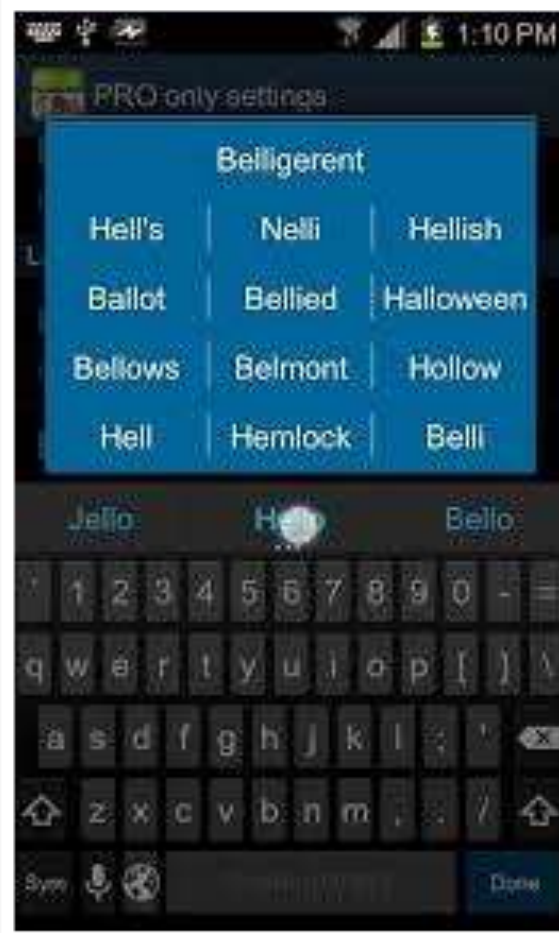 1:10 PM
PRO only settings
Belligerent
Hell's Nelli Hellish
Ballot Bellied Halloween
Bellows Belmont Hollow
Hell Hemlock Belli
L
Jello Hello Bello
1 2 3 4 5 6 7 8 9 0 - =
q w e r t y u i o p [ ] \
a s d f g h j k l ; '
z x c v b n m , . /
Sym Done